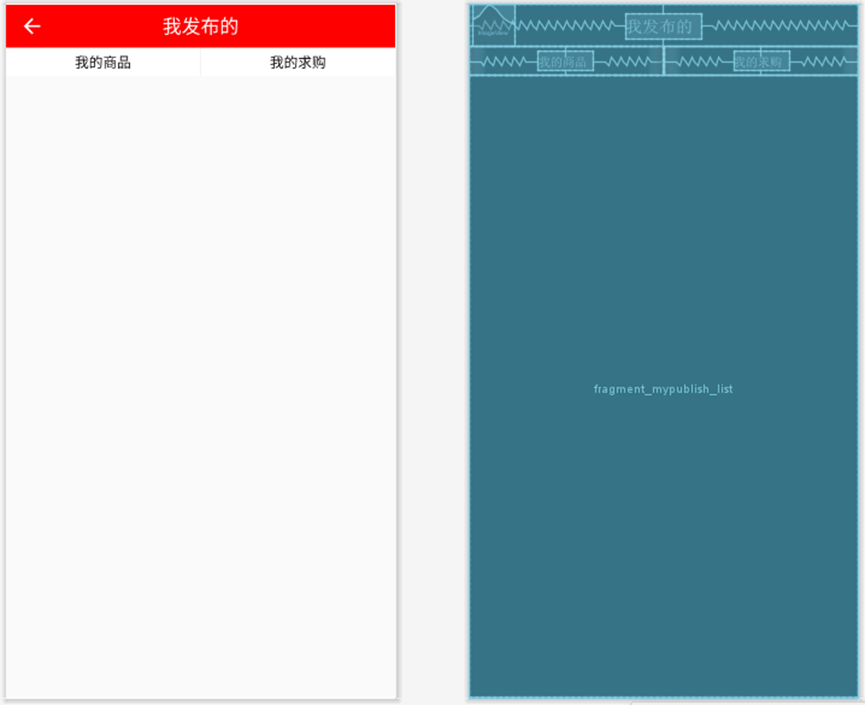 我发布的
我的商品 我的求购
ImageView 我发布的
我的商品 我的求购
fragment_mypublish_list